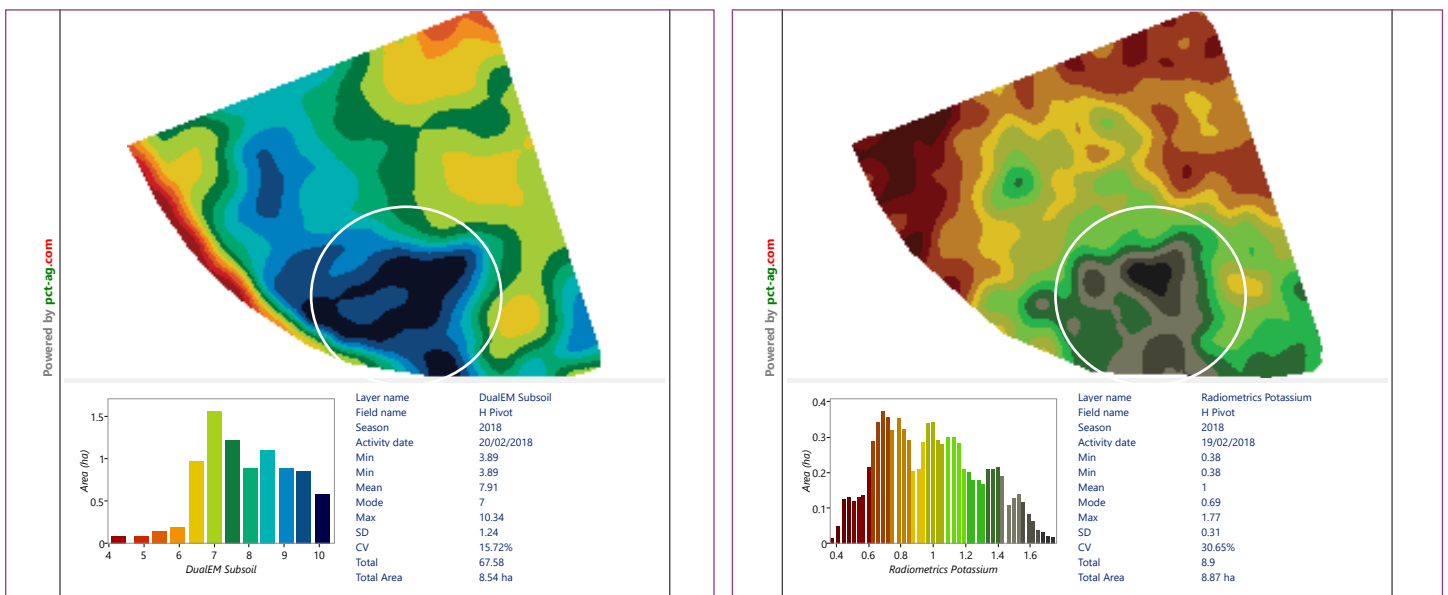 Powered by pct-ag.com
Area (ha)
1.5
1
0.5
0
4 5 6 7 8 9 10
DualEM Subsoil
Layer name DualEM Subsoil
Field name H Pivot
Season 2018
Activity date 20/02/2018
Min 3.89
Min 3.89
Mean 7.91
Mode 7
Max 10.34
SD 1.24
CV 15.72%
Total 67.58
Total Area 8.54 ha
Powered by pct-ag.com
Area (ha)
0.4
0.3
0.2
0.1
0
0.4 0.6 0.8 1 1.2 1.4 1.6
Radiometrics Potassium
Layer name Radiometrics Potassium
Field name H Pivot
Season 2018
Activity date 19/02/2018
Min 0.38
Min 0.38
Mean 1
Mode 0.69
Max 1.77
SD 0.31
CV 30.65%
Total 8.9
Total Area 8.87 ha